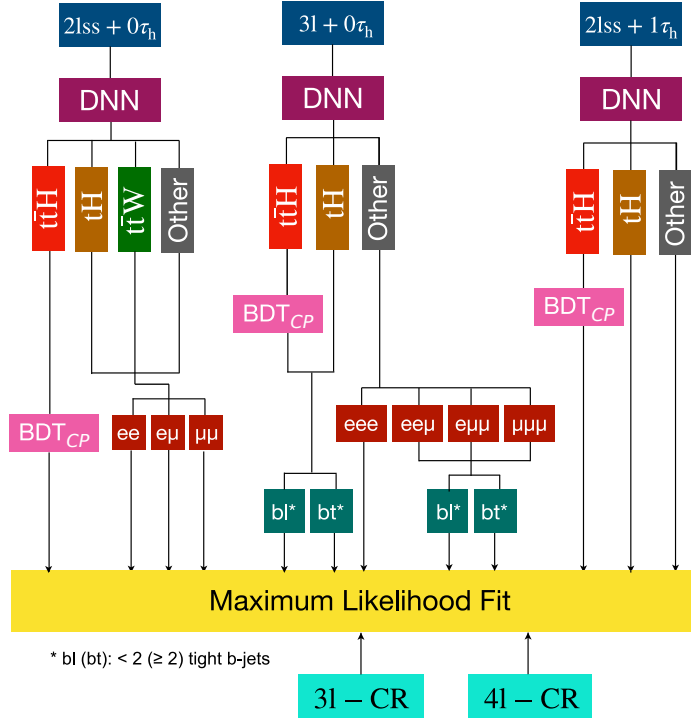 2lss + 0τh
3l + 0τh
2lss + 1τh
DNN
DNN
DNN
tt̄H
tH
tt̄W
Other
tt̄H
tH
Other
tt̄H
tH
Other
BDTCP
BDTCP
BDTCP
ee
eμ
μμ
eee
eeμ
eμμ
μμμ
bl*
bt*
bl*
bt*
Maximum Likelihood Fit
* bl (bt): < 2 (≥ 2) tight b-jets
3l − CR
4l − CR